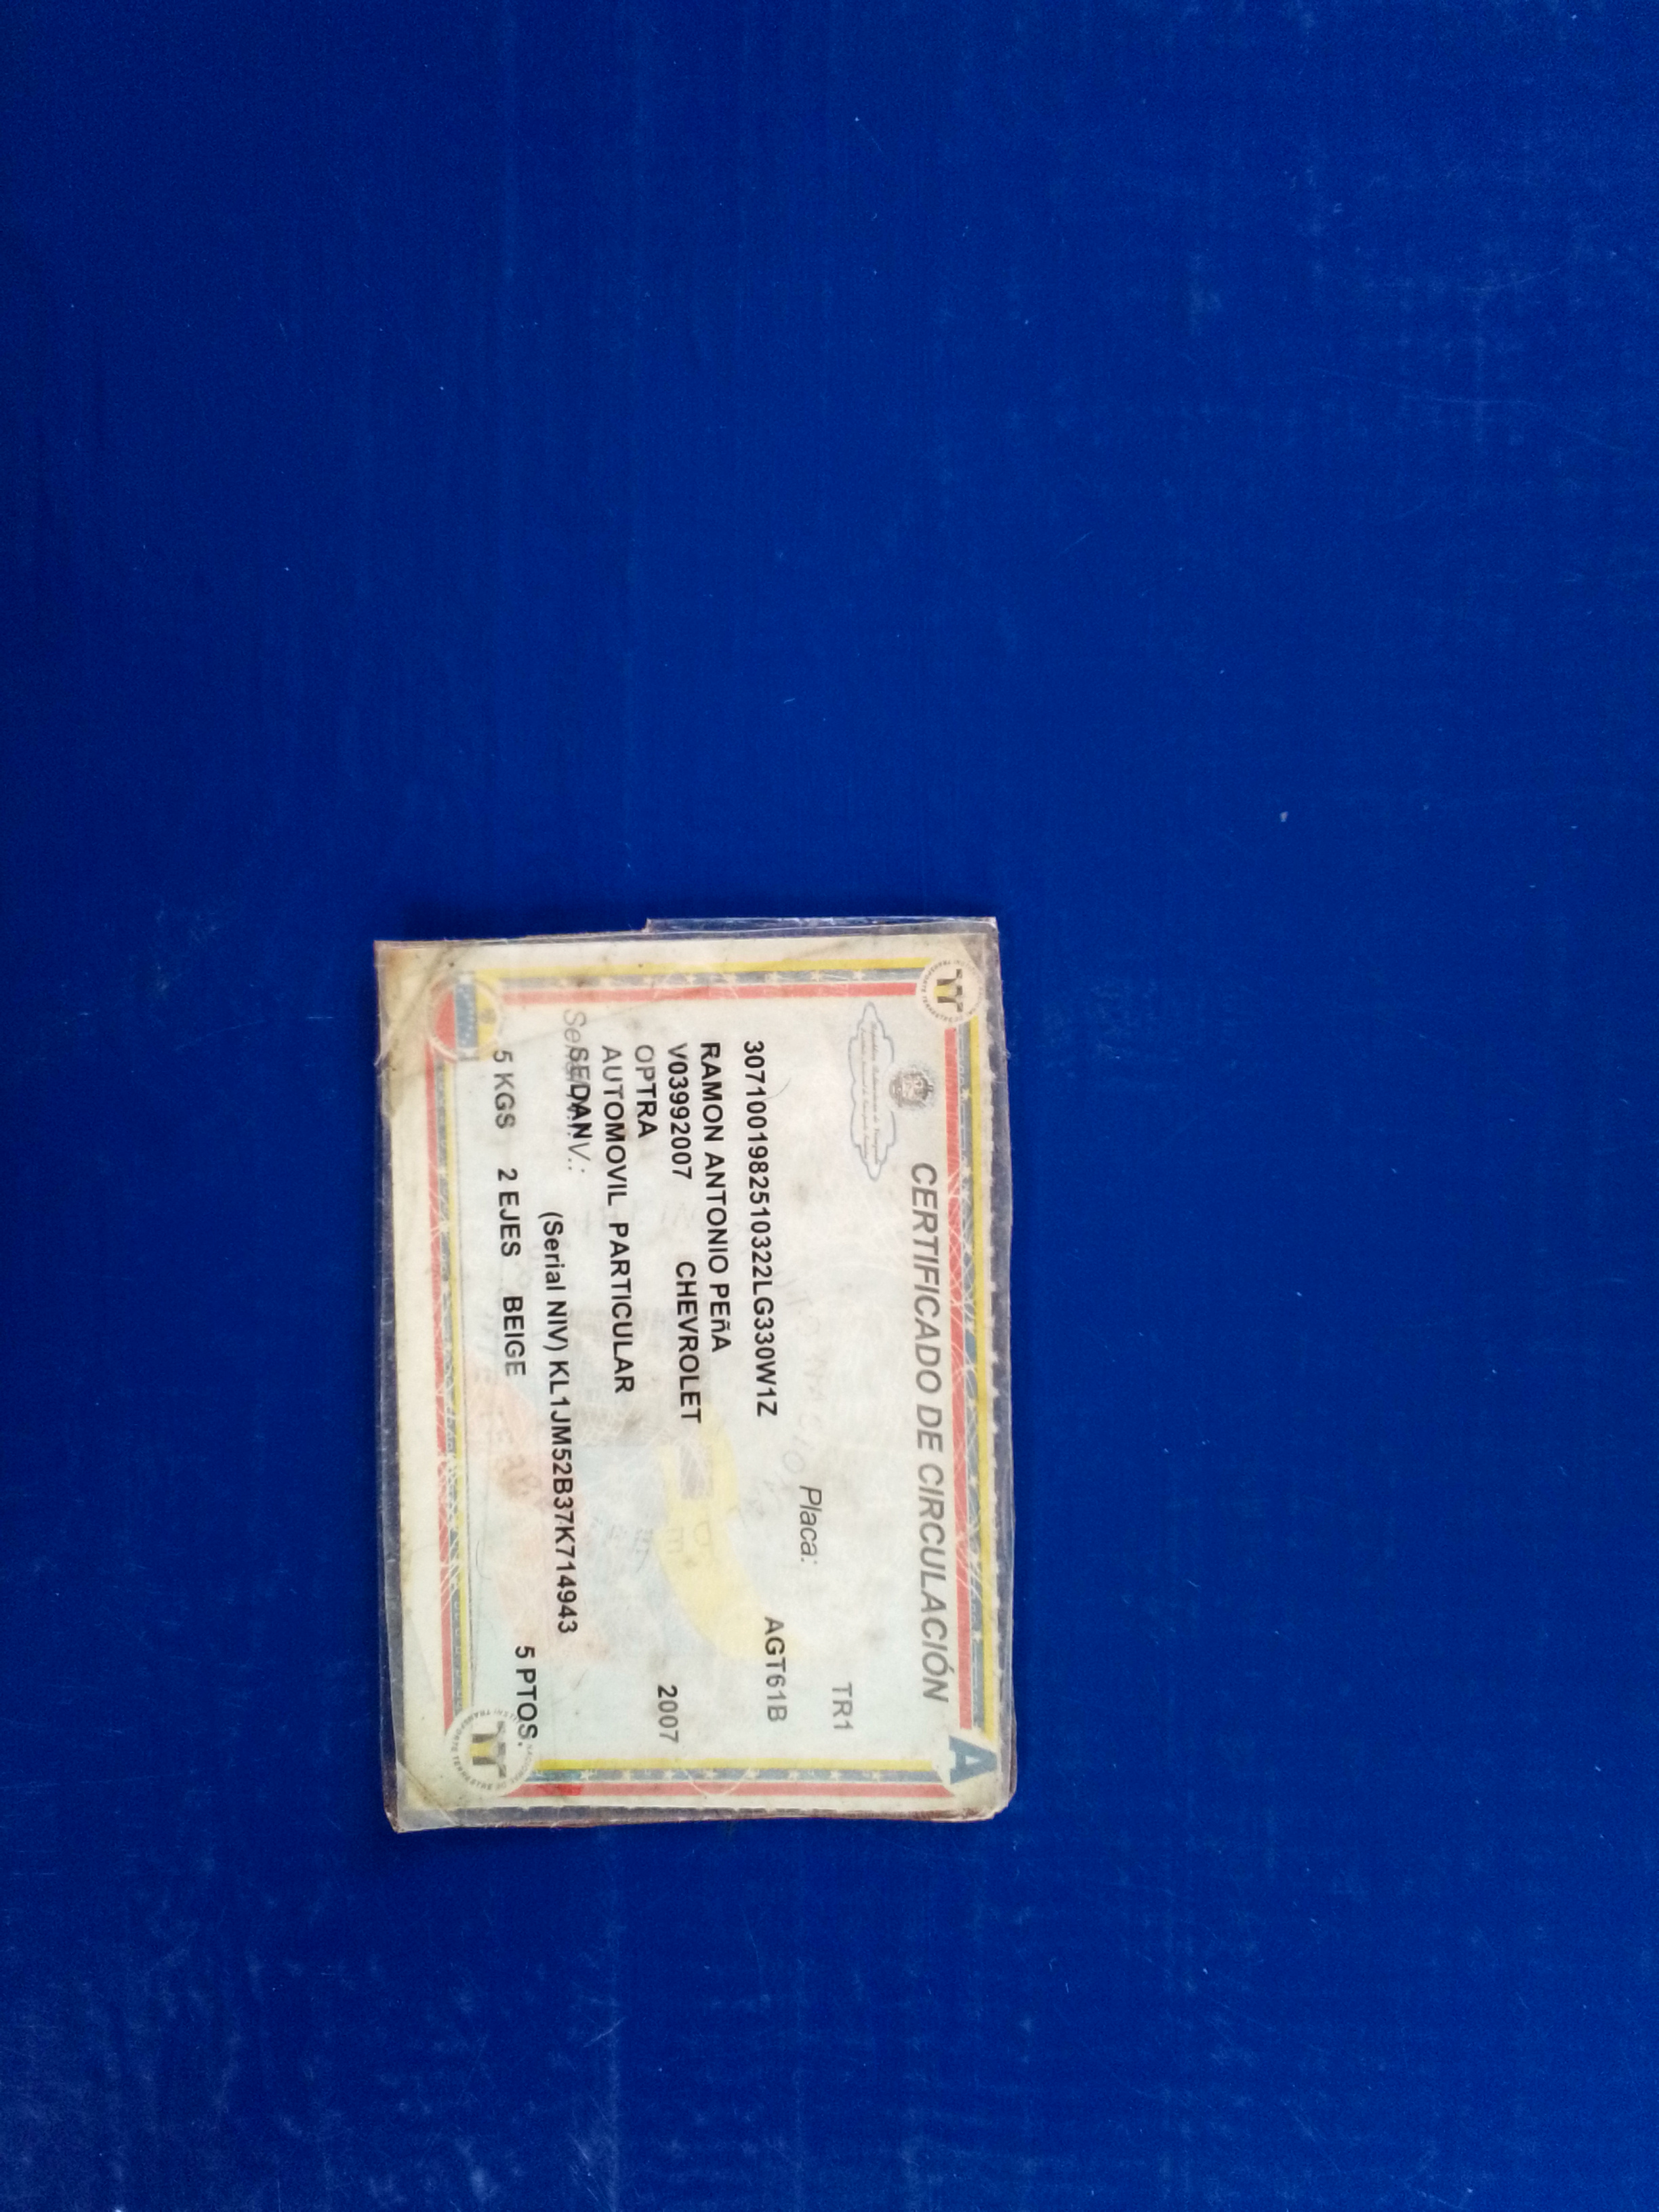 CERTIFICADO DE CIRCULACIÓN
A
TR1
Placa:
307100198251032 2LG330W1Z AGT61B
RAMON ANTONIO PEñA
V03992007 CHEVROLET 2007
OPTRA
AUTOMOVIL PARTICULAR
SEDAN
(Serial NIV) KL1JM52B37K714943
5 KGS 2 EJES BEIGE 5 PTOS.